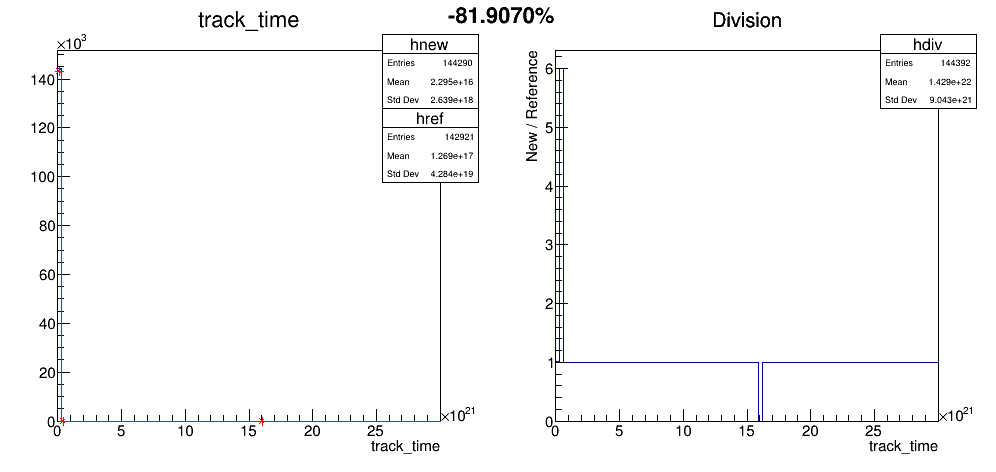 track_time
-81.9070%
Division
×10³
hnew
Entries 144290
Mean 2.295e+16
Std Dev 2.639e+18
href
Entries 142921
Mean 1.269e+17
Std Dev 4.284e+19
140
120
100
80
60
40
20
0
0 5 10 15 20 25
×10²¹
track_time
hdiv
Entries 144392
Mean 1.429e+22
Std Dev 9.043e+21
New / Reference
6
5
4
3
2
1
0
0 5 10 15 20 25
×10²¹
track_time